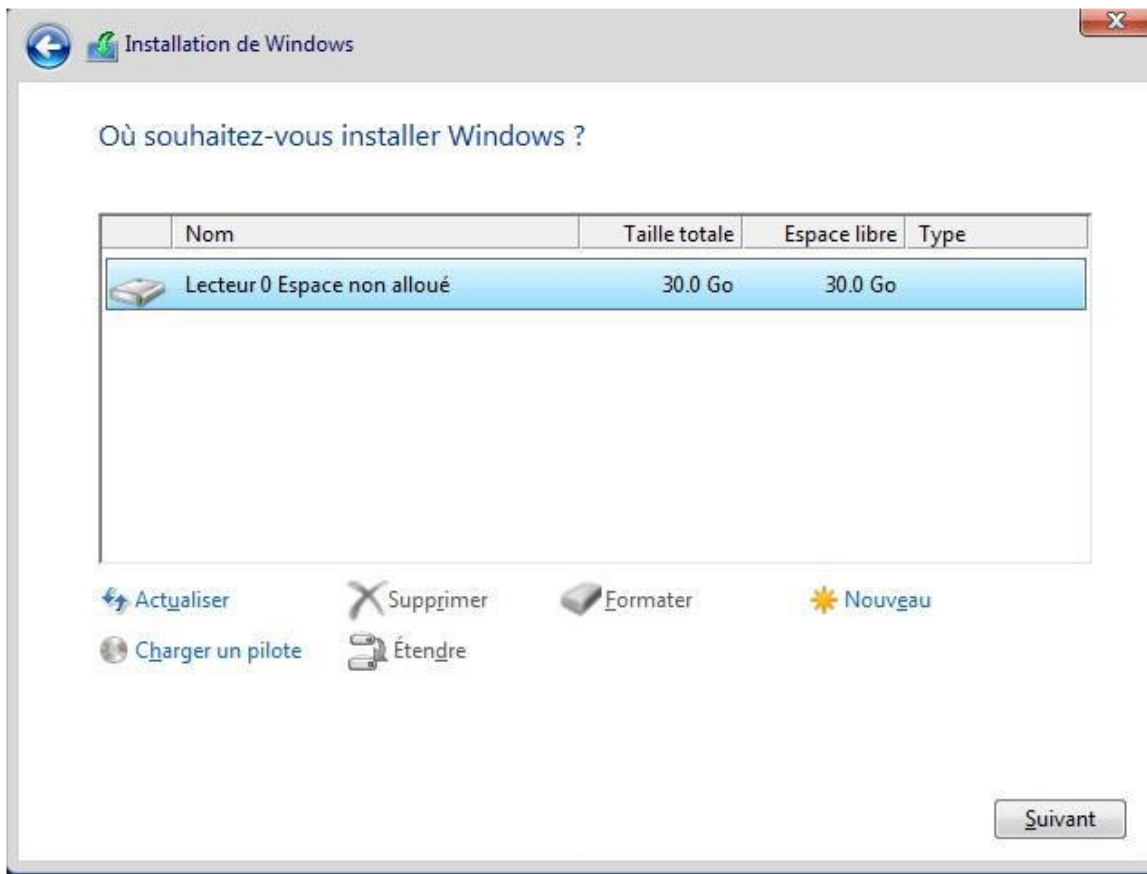 Installation de Windows
Où souhaitez-vous installer Windows ?
Nom Taille totale Espace libre Type
Lecteur 0 Espace non alloué 30.0 Go 30.0 Go
Actualiser Supprimer Formater Nouveau
Charger un pilote Étendre
Suivant